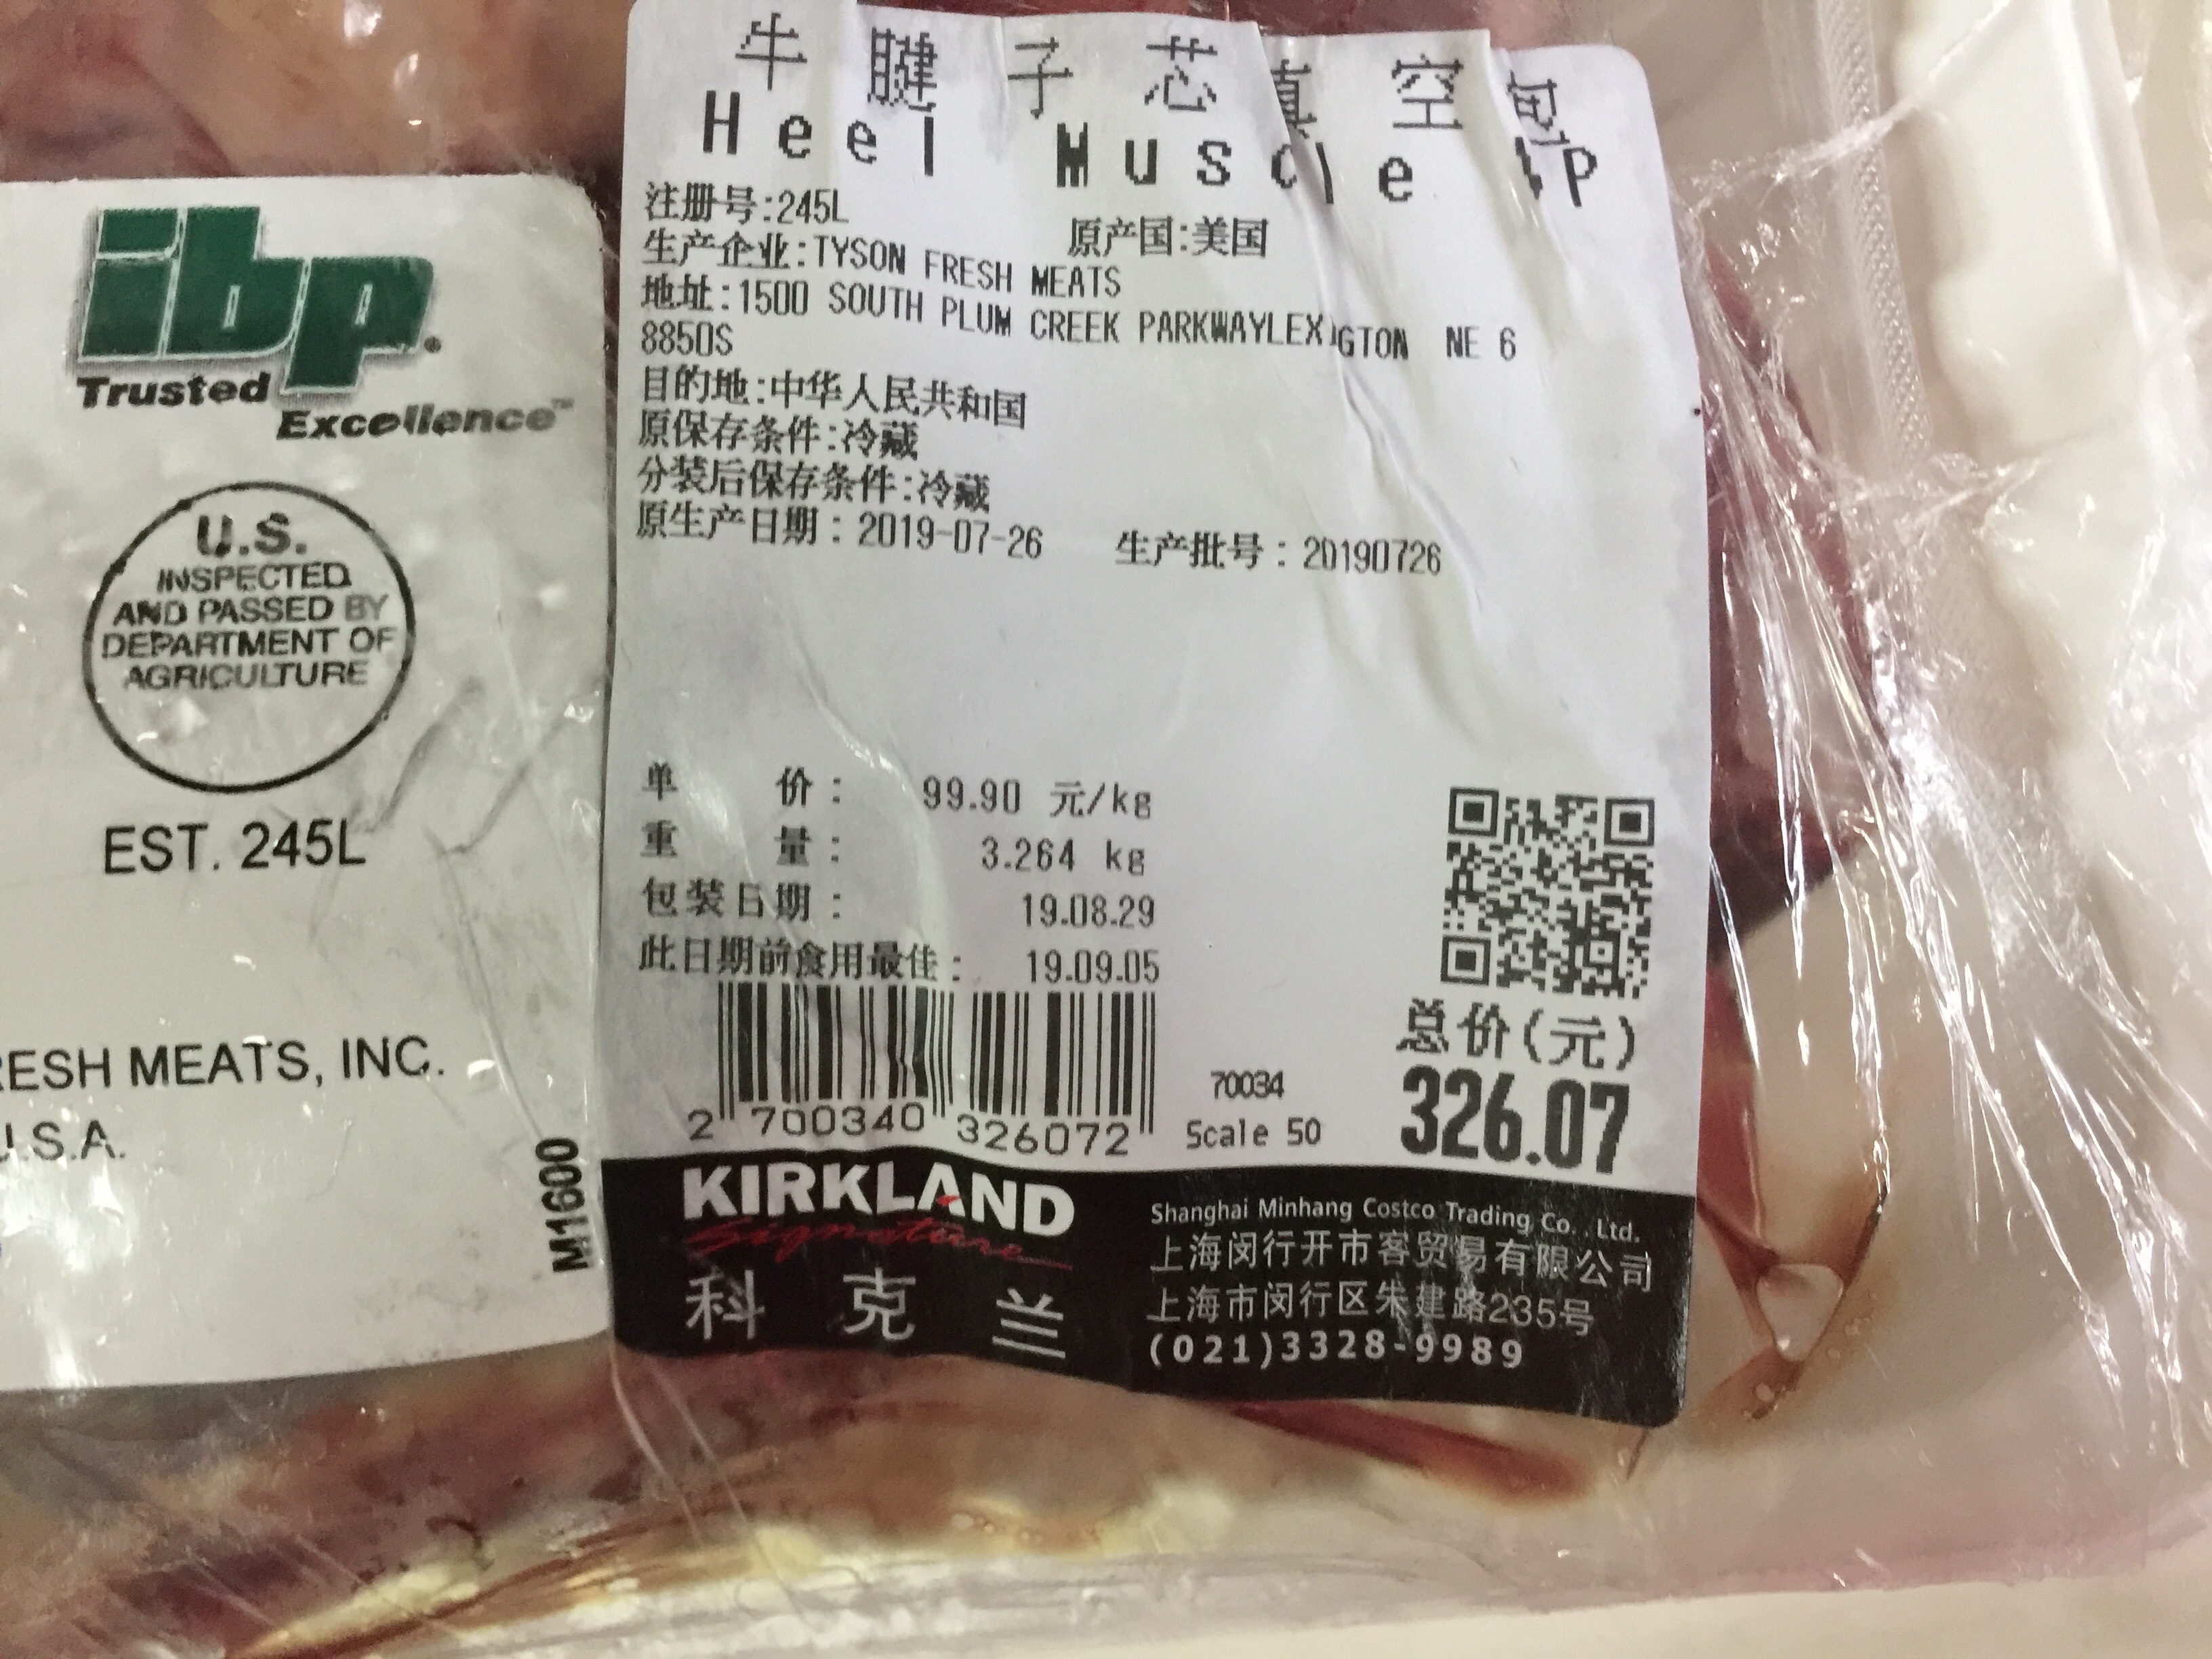 ibp
Trusted
Excellence™
U.S.
INSPECTED
AND PASSED BY
DEPARTMENT OF
AGRICULTURE
EST. 245L
RESH MEATS, INC.
U.S.A.
M1600
牛腱子芯真空包
Heel Muscle VP
注册号:245L
原产国:美国
生产企业:TYSON FRESH MEATS
地址:1500 SOUTH PLUM CREEK PARKWAYLEX GTON NE 6
8850S
目的地:中华人民共和国
原保存条件:冷藏
分装后保存条件:冷藏
原生产日期:2019-07-26 生产批号:20190726
单价: 99.90 元/kg
重量: 3.264 kg
包装日期: 19.08.29
此日期前食用最佳: 19.09.05
2 700340 326072
70034
Scale 50
总价(元)
326.07
KIRKLAND
Signature
科克兰
Shanghai Minhang Costco Trading Co., Ltd.
上海闵行开市客贸易有限公司
上海市闵行区朱建路235号
(021)3328-9989